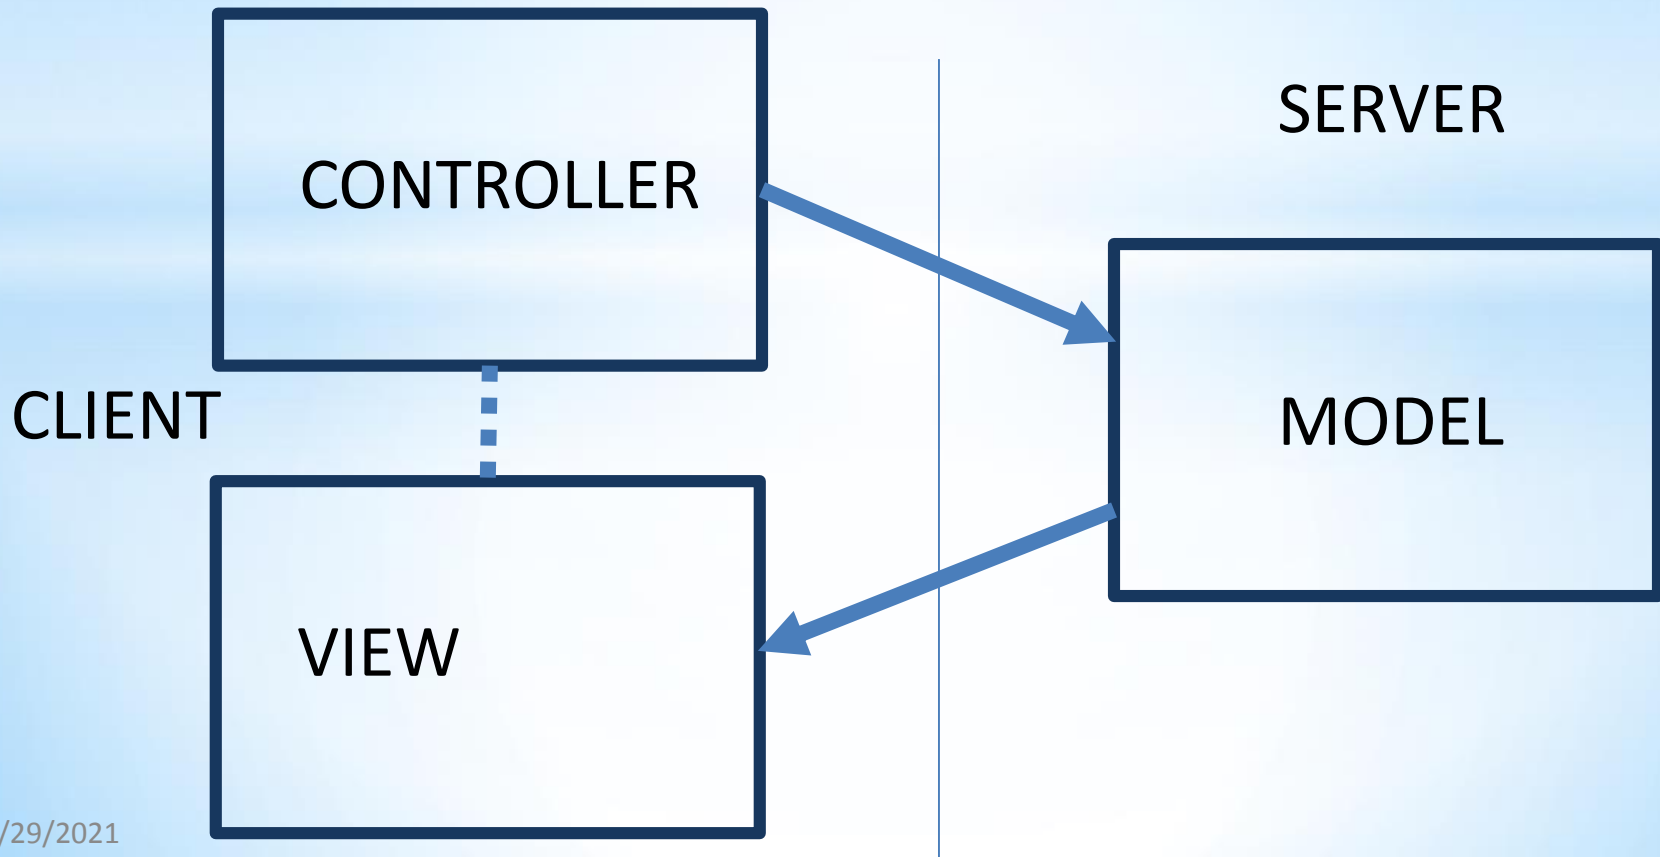 SERVER
CONTROLLER
CLIENT
MODEL
VIEW
/29/2021